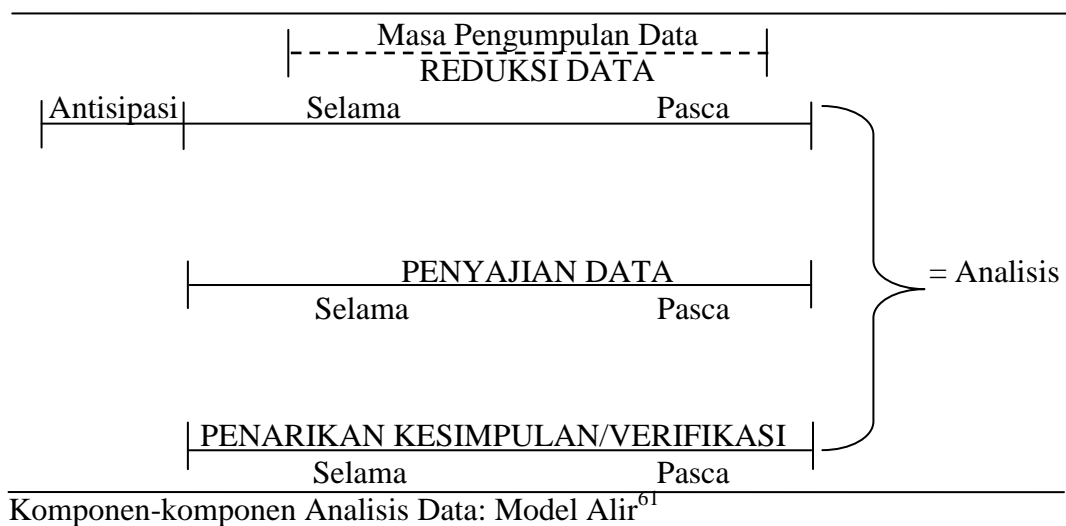 Masa Pengumpulan Data
REDUKSI DATA
Antisipasi Selama Pasca
PENYAJIAN DATA
= Analisis
Selama Pasca
PENARIKAN KESIMPULAN/VERIFIKASI
Selama Pasca
Komponen-komponen Analisis Data: Model Alir61